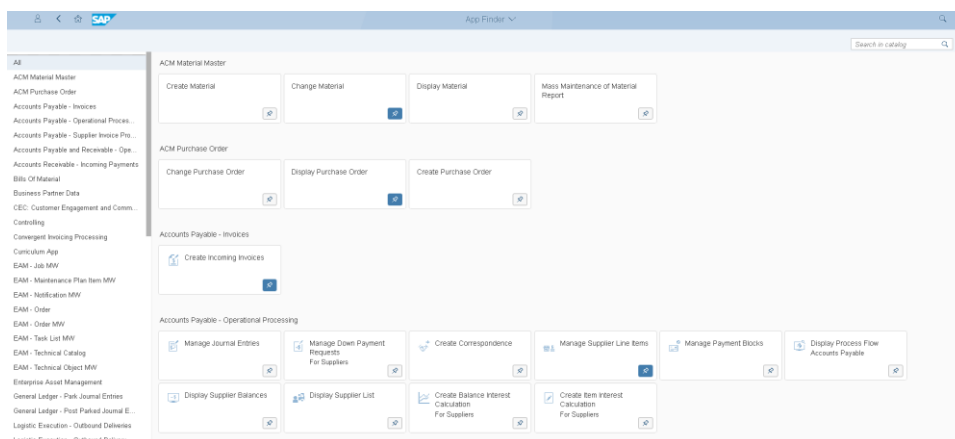 SAP
App Finder
Search in catalog
All
ACM Material Master
ACM Purchase Order
Accounts Payable - Invoices
Accounts Payable - Operational Proces...
Accounts Payable - Supplier Invoice Pro...
Accounts Payable and Receivable - Ope...
Accounts Receivable - Incoming Payments
Bills Of Material
Business Partner Data
CEC: Customer Engagement and Comm...
Controlling
Convergent Invoicing Processing
Curriculum App
EAM - Job MW
EAM - Maintenance Plan Item MW
EAM - Notification MW
EAM - Order
EAM - Order MW
EAM - Task List MW
EAM - Technical Catalog
EAM - Technical Object MW
Enterprise Asset Management
General Ledger - Park Journal Entries
General Ledger - Post Parked Journal E...
Logistic Execution - Outbound Deliveries
ACM Material Master
Create Material
Change Material
Display Material
Mass Maintenance of Material
Report
ACM Purchase Order
Change Purchase Order
Display Purchase Order
Create Purchase Order
Accounts Payable - Invoices
Create Incoming Invoices
Accounts Payable - Operational Processing
Manage Journal Entries
Manage Down Payment
Requests
For Suppliers
Create Correspondence
Manage Supplier Line Items
Manage Payment Blocks
Display Process Flow
Accounts Payable
Display Supplier Balances
Display Supplier List
Create Balance Interest
Calculation
For Suppliers
Create Item Interest
Calculation
For Suppliers